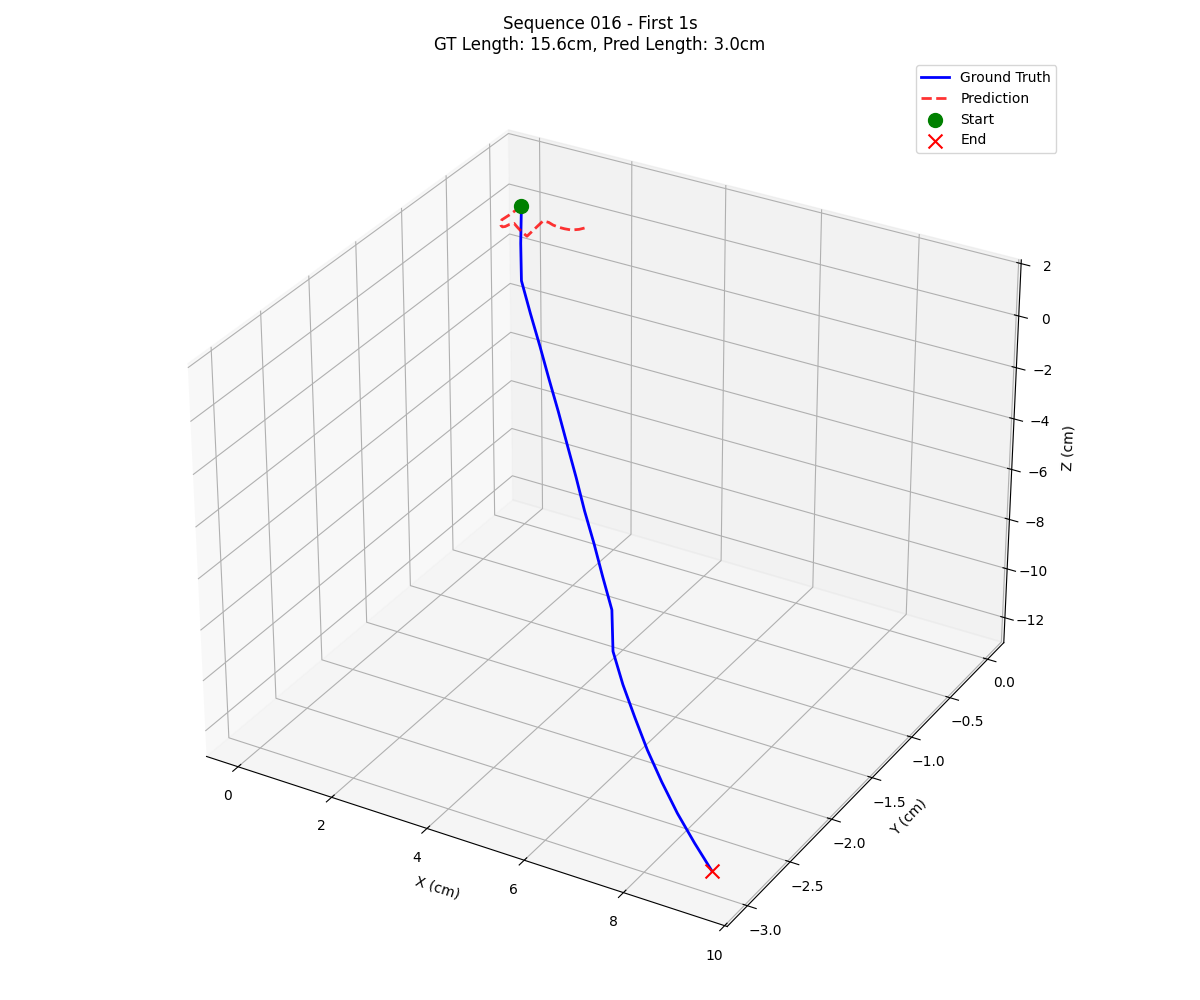 Sequence 016 - First 1s
GT Length: 15.6cm, Pred Length: 3.0cm
Ground Truth
Prediction
Start
End
2
0
−2
−4
−6
−8
−10
−12
Z (cm)
0.0
−0.5
−1.0
−1.5
−2.0
−2.5
−3.0
Y (cm)
0
2
4
6
8
10
X (cm)